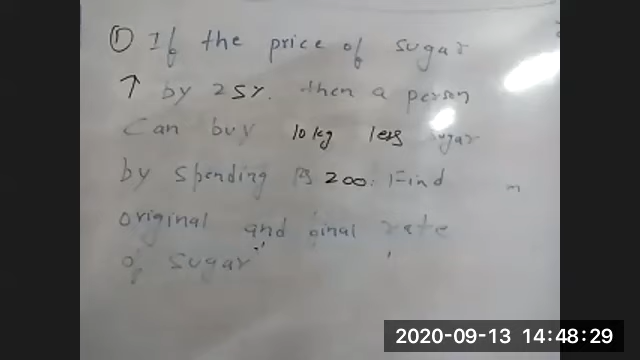 ① If the price of sugar
↑ by 25%. then a person
Can buy 10 kg less sugar
by spending Rs 200. Find
original and final rate
of sugar
2020-09-13 14:48:29